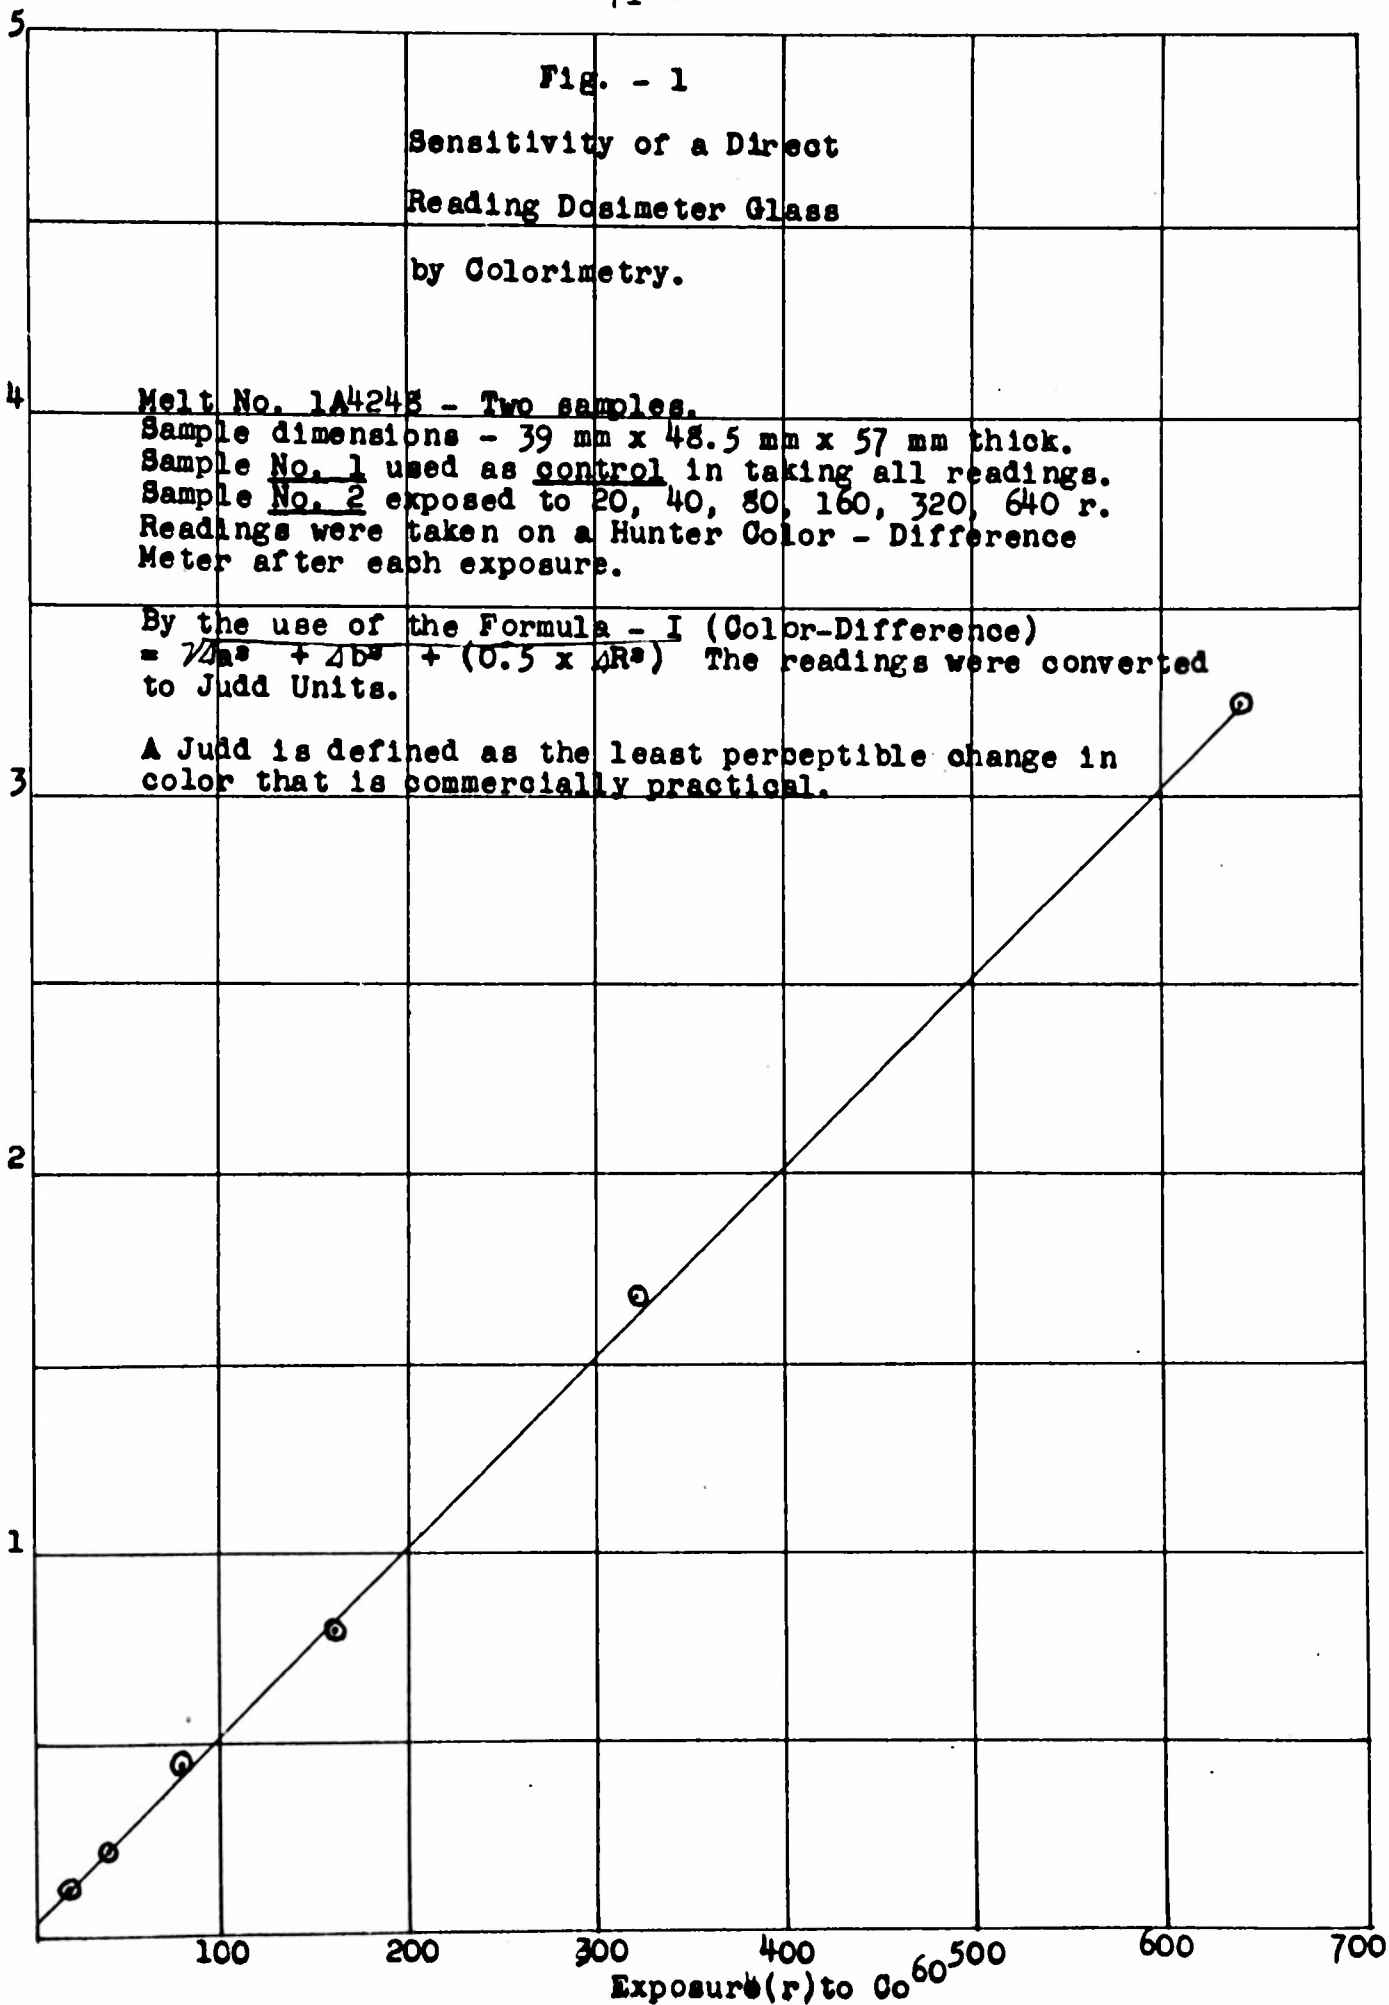 5
Fig. - 1
Sensitivity of a Direct
Reading Dosimeter Glass
by Colorimetry.
4
Melt No. 1A4248 - Two samples.
Sample dimensions - 39 mm x 48.5 mm x 57 mm thick.
Sample No. 1 used as control in taking all readings.
Sample No. 2 exposed to 20, 40, 80, 160, 320, 640 r.
Readings were taken on a Hunter Color - Difference
Meter after each exposure.
By the use of the Formula - I (Color-Difference)
= √Δa² + Δb² + (0.5 x ΔR²) The readings were converted
to Judd Units.
A Judd is defined as the least perceptible change in
color that is commercially practical.
3
2
1
100 200 300 400 500 600 700
Exposure(r)to Co⁶⁰